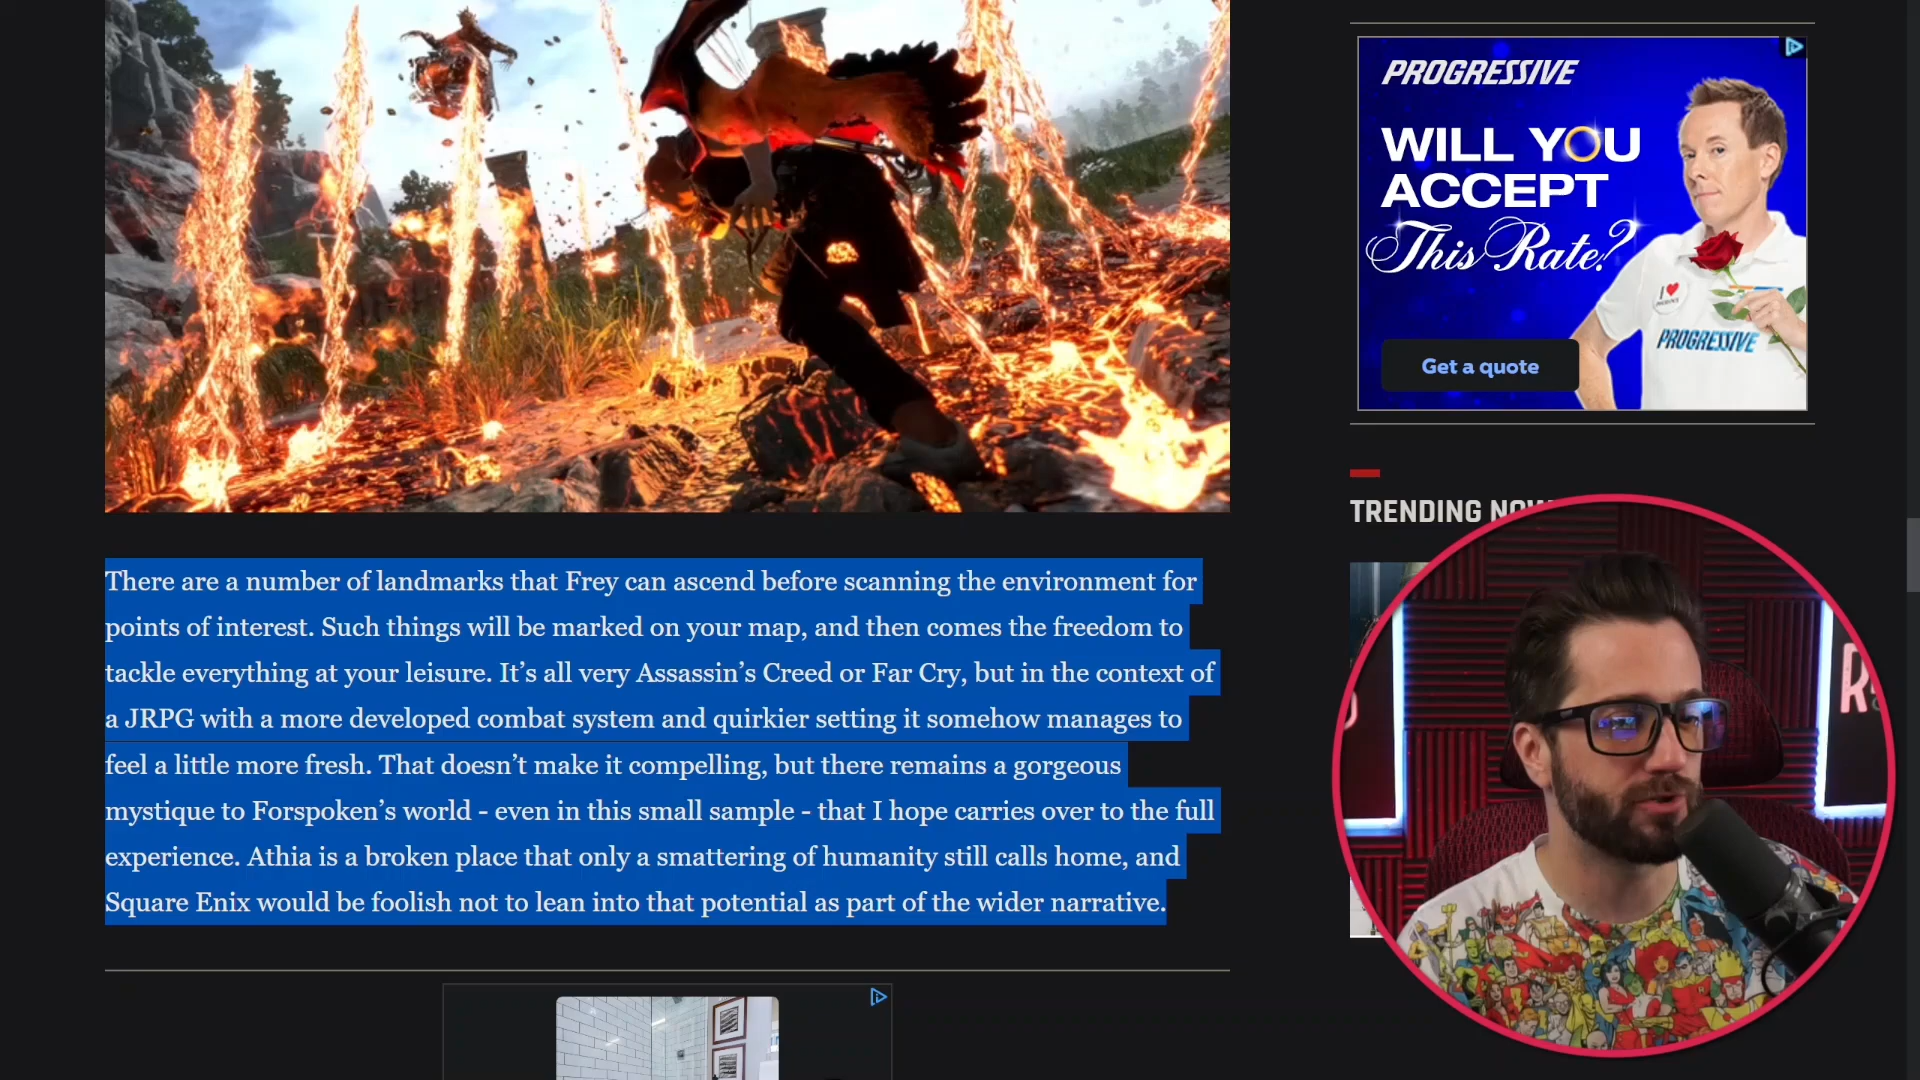 PROGRESSIVE
WILL YOU
ACCEPT
This Rate?
I ♥
PROGRESSIVE
Get a quote
TRENDING NOW
There are a number of landmarks that Frey can ascend before scanning the environment for
points of interest. Such things will be marked on your map, and then comes the freedom to
tackle everything at your leisure. It’s all very Assassin’s Creed or Far Cry, but in the context of
a JRPG with a more developed combat system and quirkier setting it somehow manages to
feel a little more fresh. That doesn’t make it compelling, but there remains a gorgeous
mystique to Forspoken’s world - even in this small sample - that I hope carries over to the full
experience. Athia is a broken place that only a smattering of humanity still calls home, and
Square Enix would be foolish not to lean into that potential as part of the wider narrative.